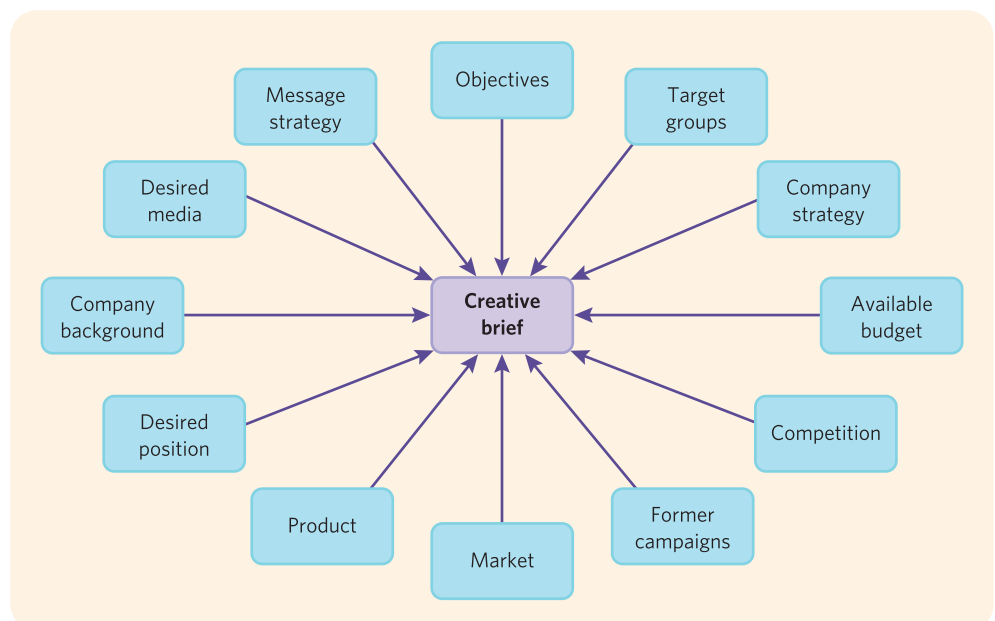 Objectives
Message
strategy
Target
groups
Desired
media
Company
strategy
Creative
brief
Company
background
Available
budget
Desired
position
Competition
Product
Former
campaigns
Market